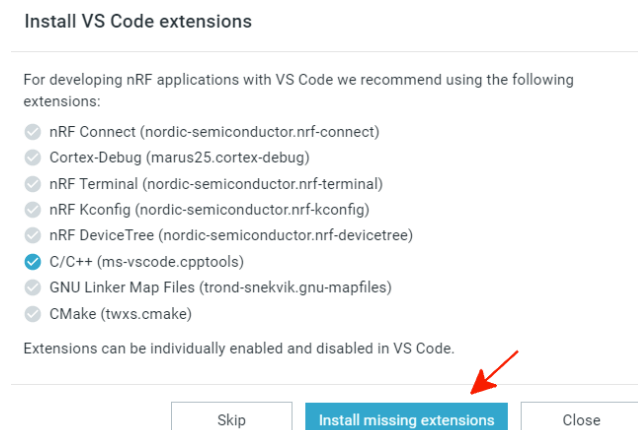 Install VS Code extensions
For developing nRF applications with VS Code we recommend using the following
extensions:
nRF Connect (nordic-semiconductor.nrf-connect)
Cortex-Debug (marus25.cortex-debug)
nRF Terminal (nordic-semiconductor.nrf-terminal)
nRF Kconfig (nordic-semiconductor.nrf-kconfig)
nRF DeviceTree (nordic-semiconductor.nrf-devicetree)
C/C++ (ms-vscode.cpptools)
GNU Linker Map Files (trond-snekvik.gnu-mapfiles)
CMake (twxs.cmake)
Extensions can be individually enabled and disabled in VS Code.
Skip Install missing extensions Close